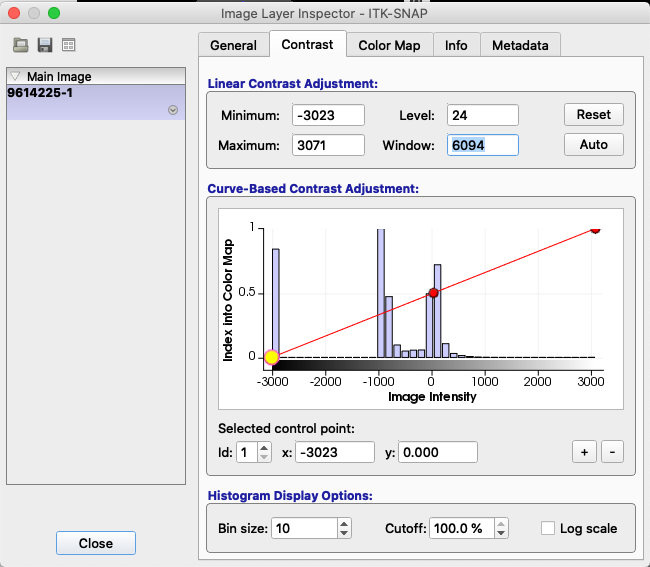 Image Layer Inspector - ITK-SNAP
General
Contrast
Color Map
Info
Metadata
Main Image
9614225-1
Linear Contrast Adjustment:
Minimum: -3023 Level: 24 Reset
Maximum: 3071 Window: 6094 Auto
Curve-Based Contrast Adjustment:
Index into Color Map
1
0.5
0
-3000 -2000 -1000 0 1000 2000 3000
Image Intensity
Selected control point:
Id: 1 x: -3023 y: 0.000 + -
Histogram Display Options:
Bin size: 10 Cutoff: 100.0 % Log scale
Close